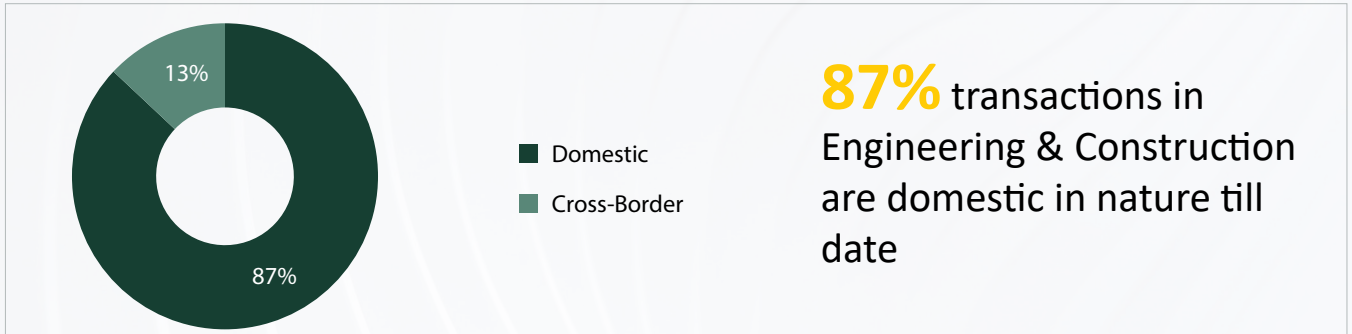 13%
87%
Domestic
Cross-Border
87% transactions in
Engineering & Construction
are domestic in nature till
date